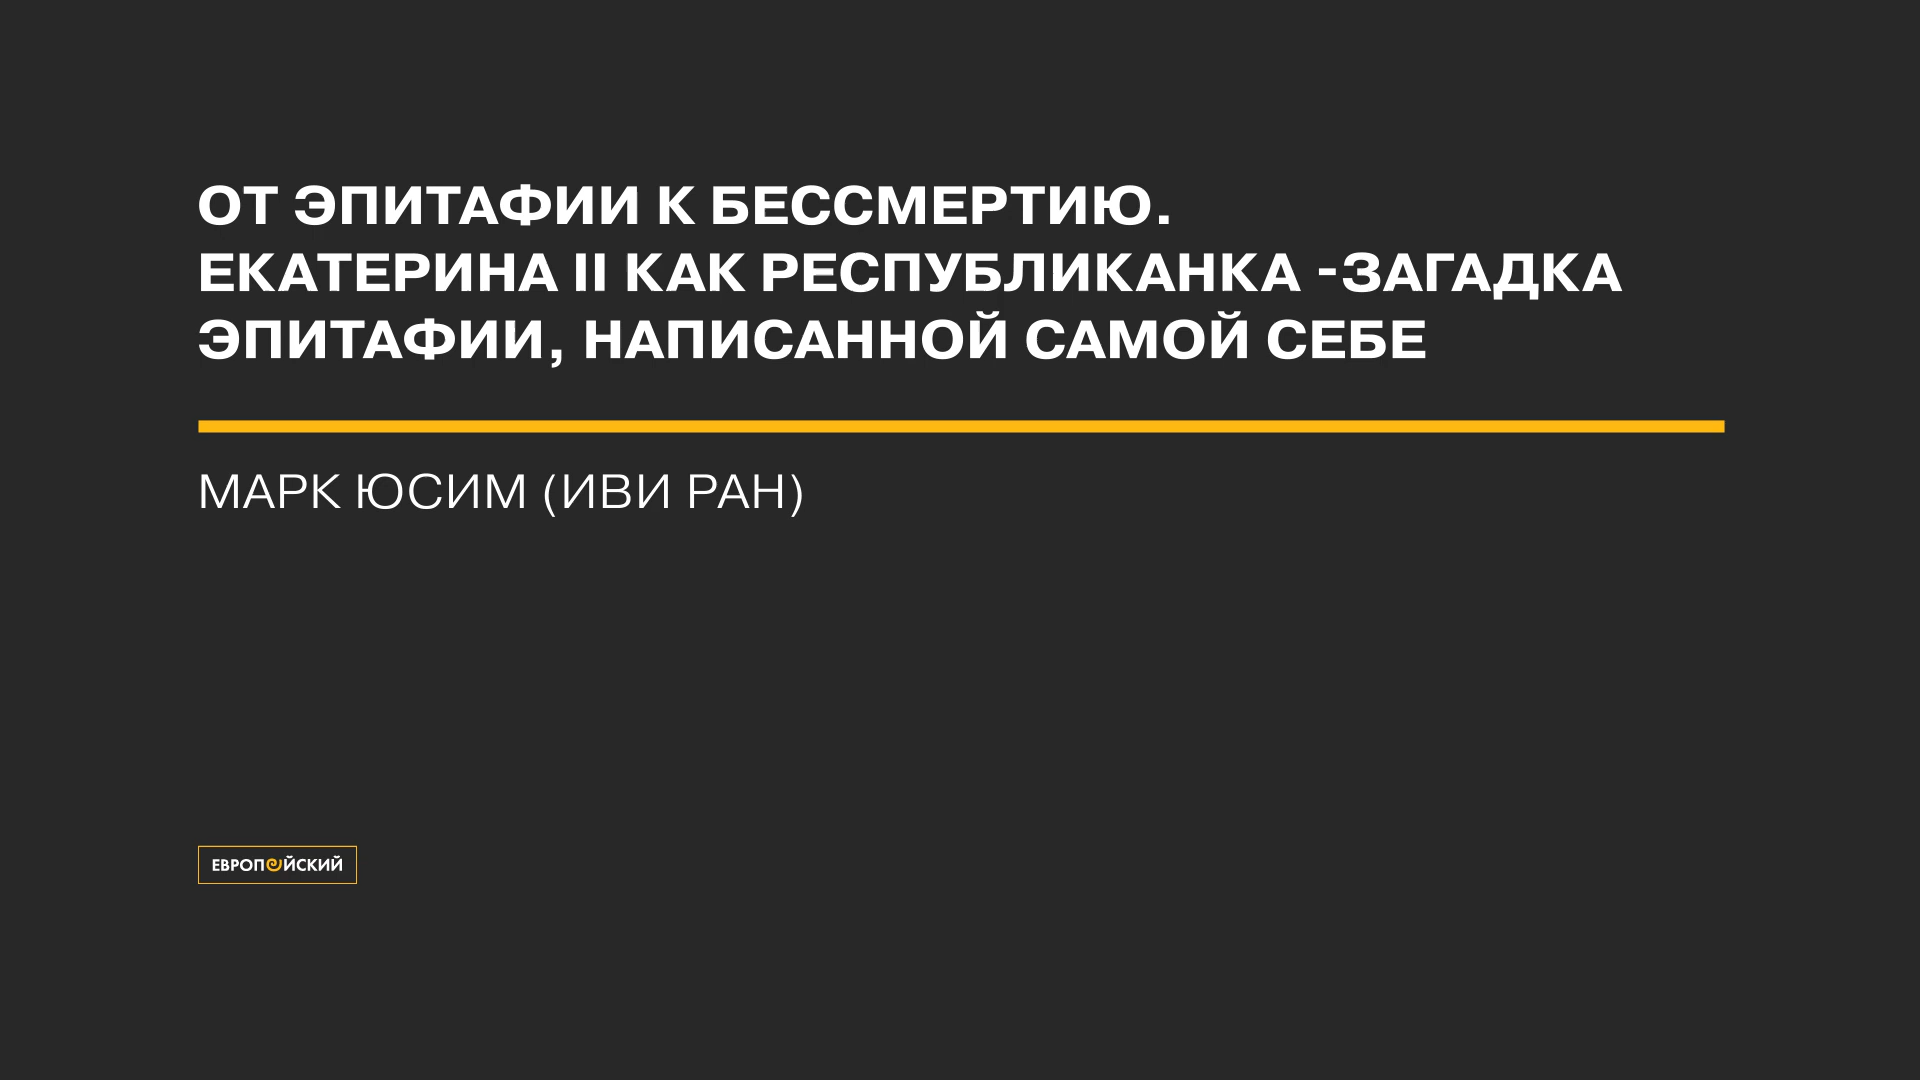 ОТ ЭПИТАФИИ К БЕССМЕРТИЮ.
ЕКАТЕРИНА II КАК РЕСПУБЛИКАНКА -ЗАГАДКА
ЭПИТАФИИ, НАПИСАННОЙ САМОЙ СЕБЕ
МАРК ЮСИМ (ИВИ РАН)
ЕВРОПЕЙСКИЙ